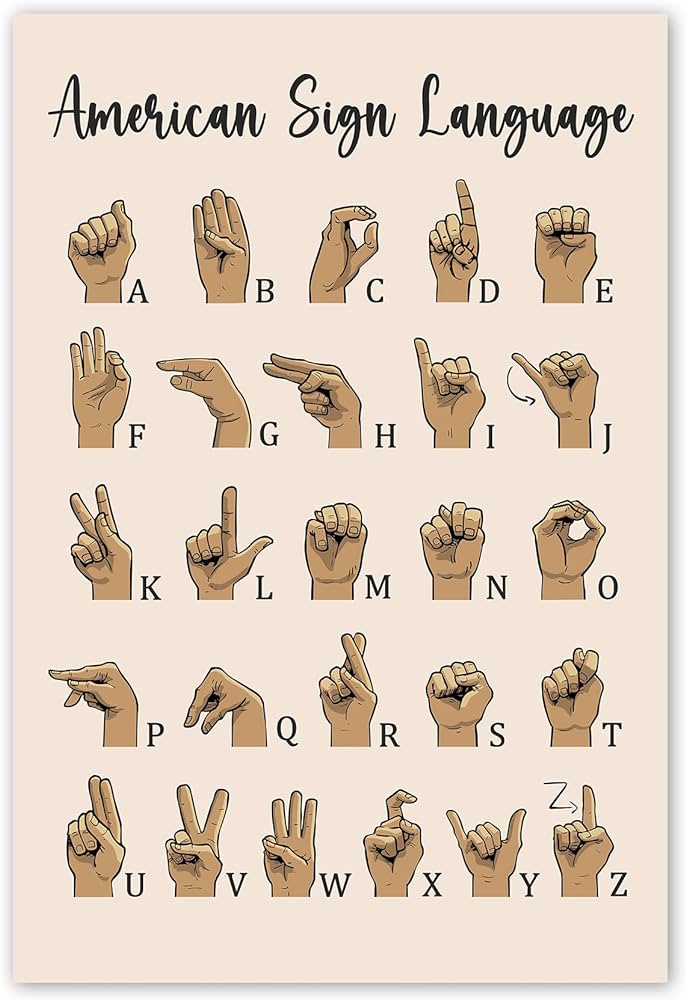 American Sign Language
A B C D E
F G H I J
K L M N O
P Q R S T
U V W X Y Z Z